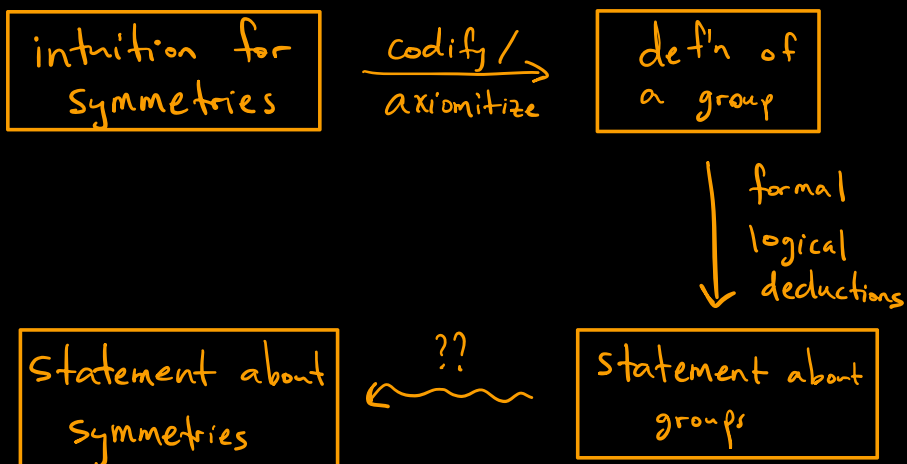 intuition for
symmetries
codify /
axiomitize
def'n of
a group
formal
logical
deductions
Statement about
symmetries
??
statement about
groups